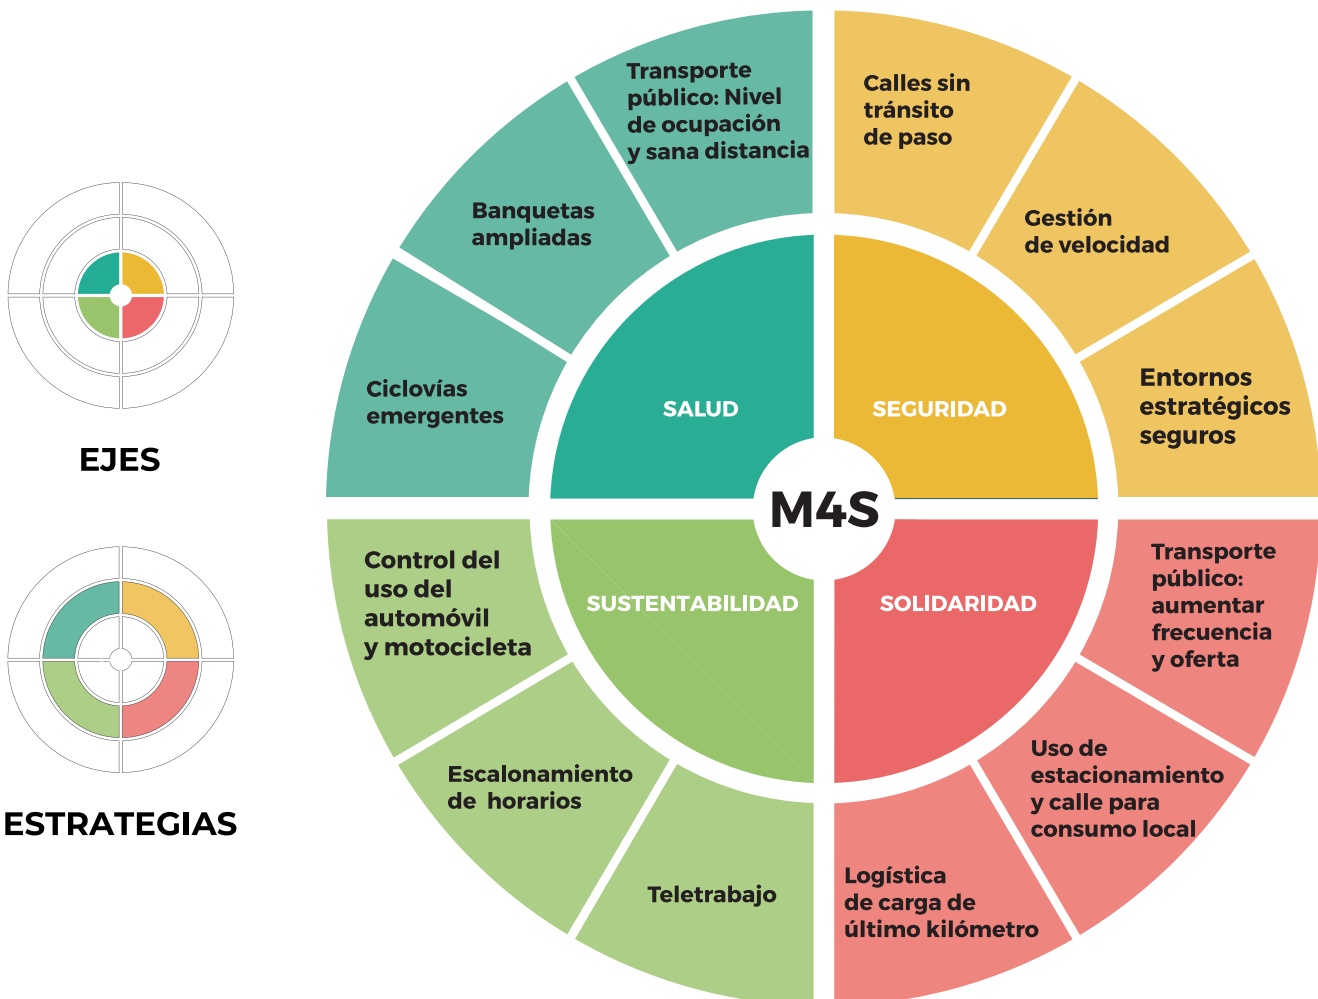 EJES
ESTRATEGIAS
M4S
SALUD
Ciclovías
emergentes
Banquetas
ampliadas
Transporte
público: Nivel
de ocupación
y sana distancia
SEGURIDAD
Calles sin
tránsito
de paso
Gestión
de velocidad
Entornos
estratégicos
seguros
SOLIDARIDAD
Transporte
público:
aumentar
frecuencia
y oferta
Uso de
estacionamiento
y calle para
consumo local
Logística
de carga de
último kilómetro
SUSTENTABILIDAD
Teletrabajo
Escalonamiento
de horarios
Control del
uso del
automóvil
y motocicleta